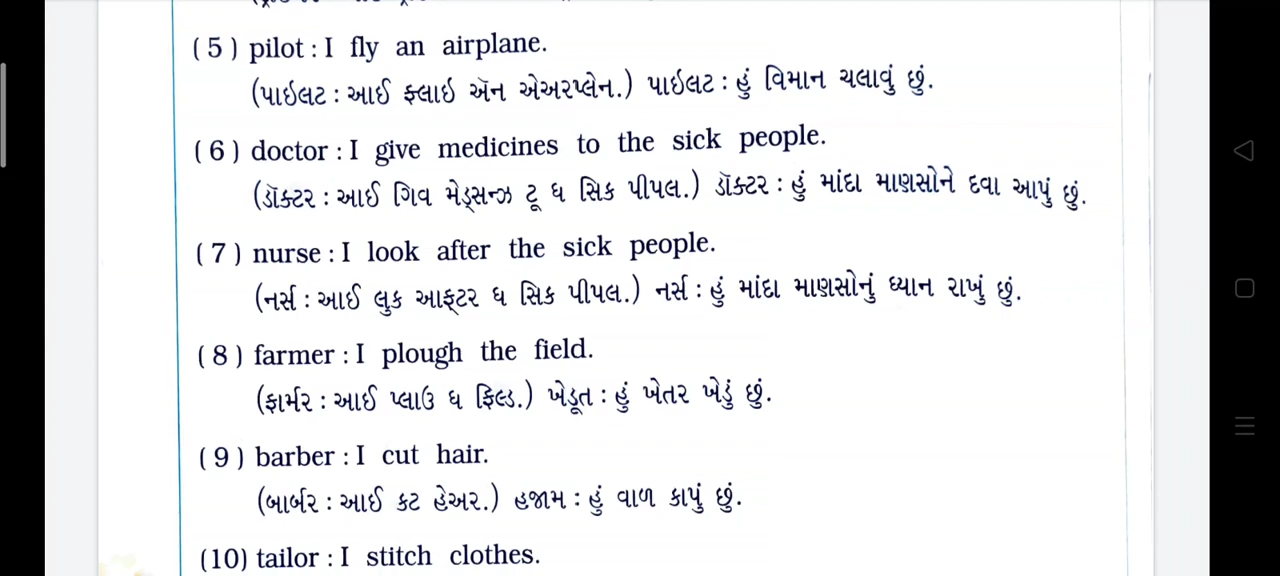 (5) pilot : I fly an airplane.
(પાઇલટ : આઈ ફ્લાઇ ઍન એઅરપ્લેન.) પાઇલટ : હું વિમાન ચલાવું છું.
(6) doctor : I give medicines to the sick people.
(ડૉક્ટર : આઈ ગિવ મેડ્સન્ઝ ટૂ ધ સિક પીપલ.) ડૉક્ટર : હું માંદા માણસોને દવા આપું છું.
(7) nurse : I look after the sick people.
(નર્સ : આઈ લુક આફ્ટર ધ સિક પીપલ.) નર્સ : હું માંદા માણસોનું ધ્યાન રાખું છું.
(8) farmer : I plough the field.
(ફાર્મર : આઈ પ્લાઉ ધ ફિલ્ડ.) ખેડૂત : હું ખેતર ખેડું છું.
(9) barber : I cut hair.
(બાર્બર : આઈ કટ હેઅર.) હજામ : હું વાળ કાપું છું.
(10) tailor : I stitch clothes.